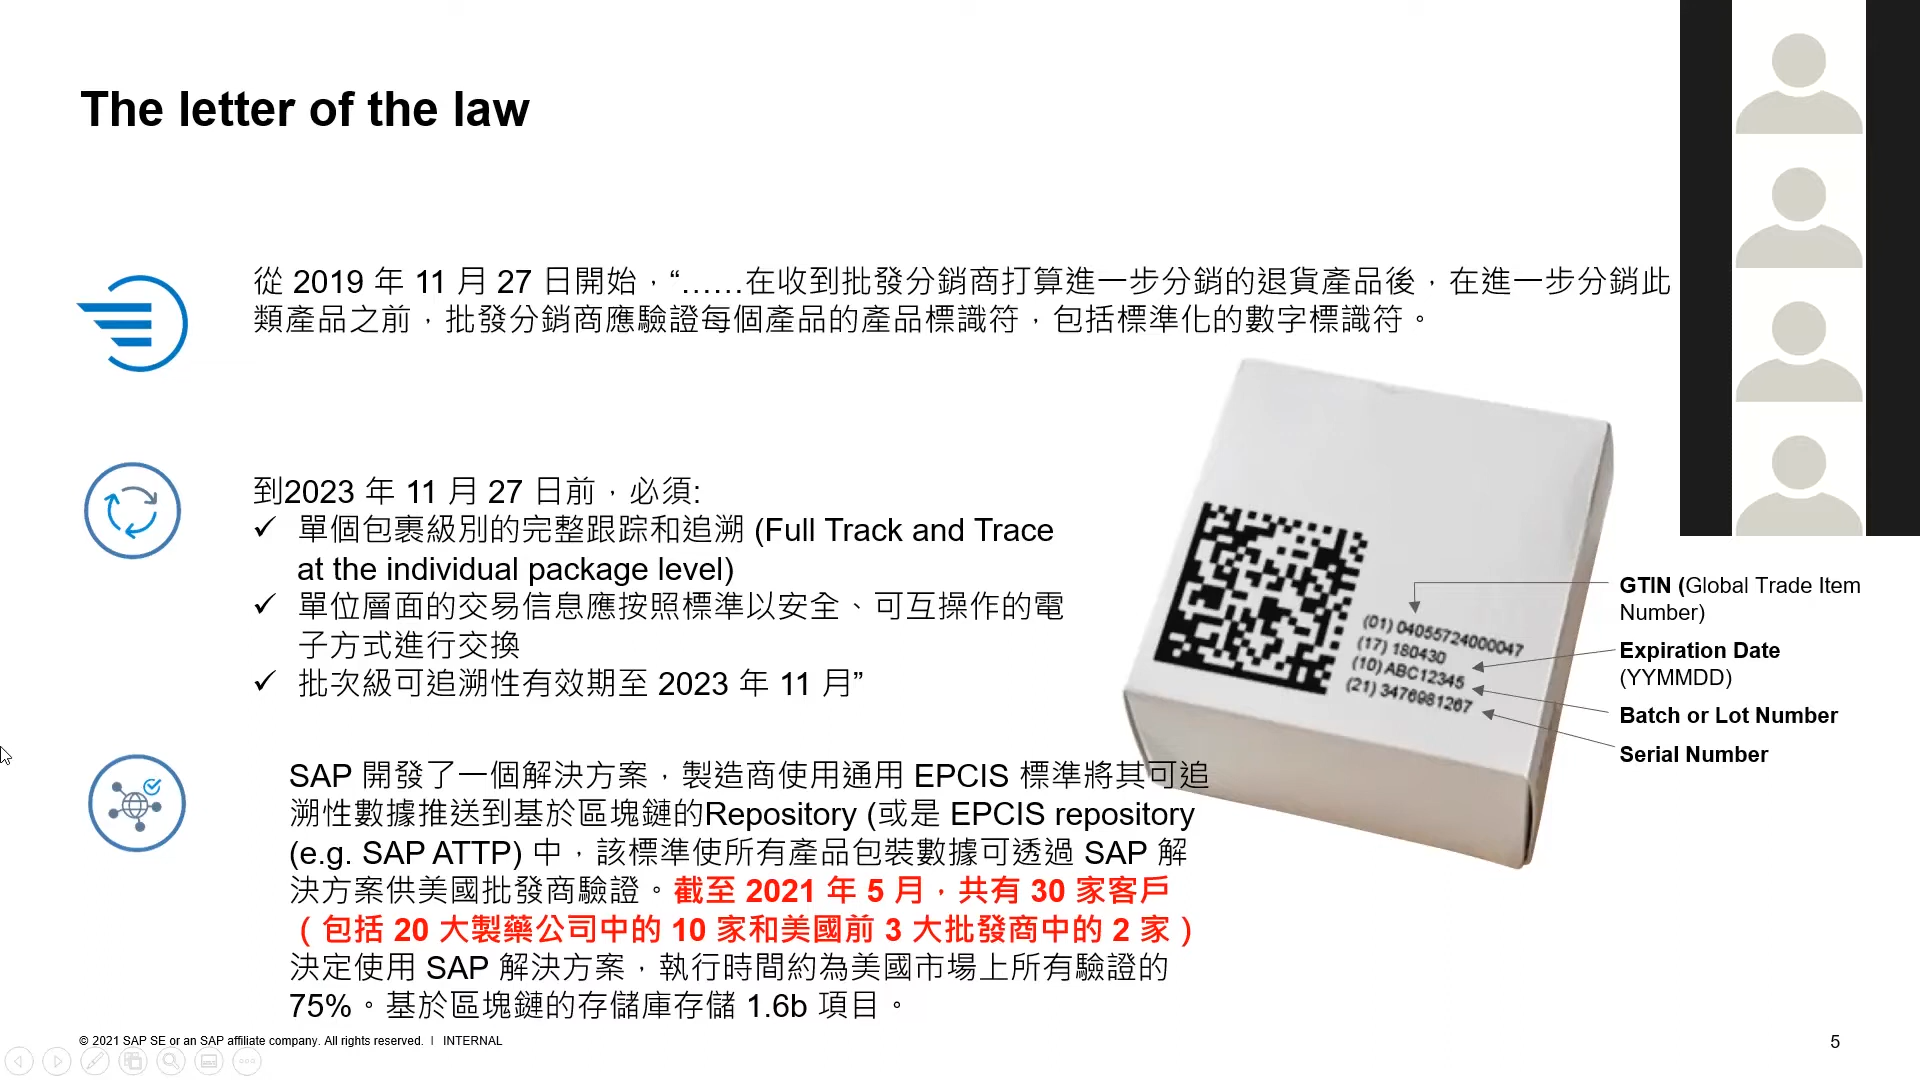 The letter of the law
從 2019 年 11 月 27 日開始，“……在收到批發分銷商打算進一步分銷的退貨產品後，在進一步分銷此
類產品之前，批發分銷商應驗證每個產品的產品標識符，包括標準化的數字標識符。
到2023 年 11 月 27 日前，必須:
✓ 單個包裹級別的完整跟踪和追溯 (Full Track and Trace
at the individual package level)
✓ 單位層面的交易信息應按照標準以安全、可互操作的電
子方式進行交換
✓ 批次級可追溯性有效期至 2023 年 11 月”
SAP 開發了一個解決方案，製造商使用通用 EPCIS 標準將其可追
溯性數據推送到基於區塊鏈的Repository (或是 EPCIS repository
(e.g. SAP ATTP) 中，該標準使所有產品包裝數據可透過 SAP 解
決方案供美國批發商驗證。截至 2021 年 5 月，共有 30 家客戶
（包括 20 大製藥公司中的 10 家和美國前 3 大批發商中的 2 家）
決定使用 SAP 解決方案，執行時間約為美國市場上所有驗證的
75%。基於區塊鏈的存儲庫存儲 1.6b 項目。
(01) 04055724000047
(17) 180430
(10) ABC12345
(21) 3476981267
GTIN (Global Trade Item
Number)
Expiration Date
(YYMMDD)
Batch or Lot Number
Serial Number
© 2021 SAP SE or an SAP affiliate company. All rights reserved. | INTERNAL
5